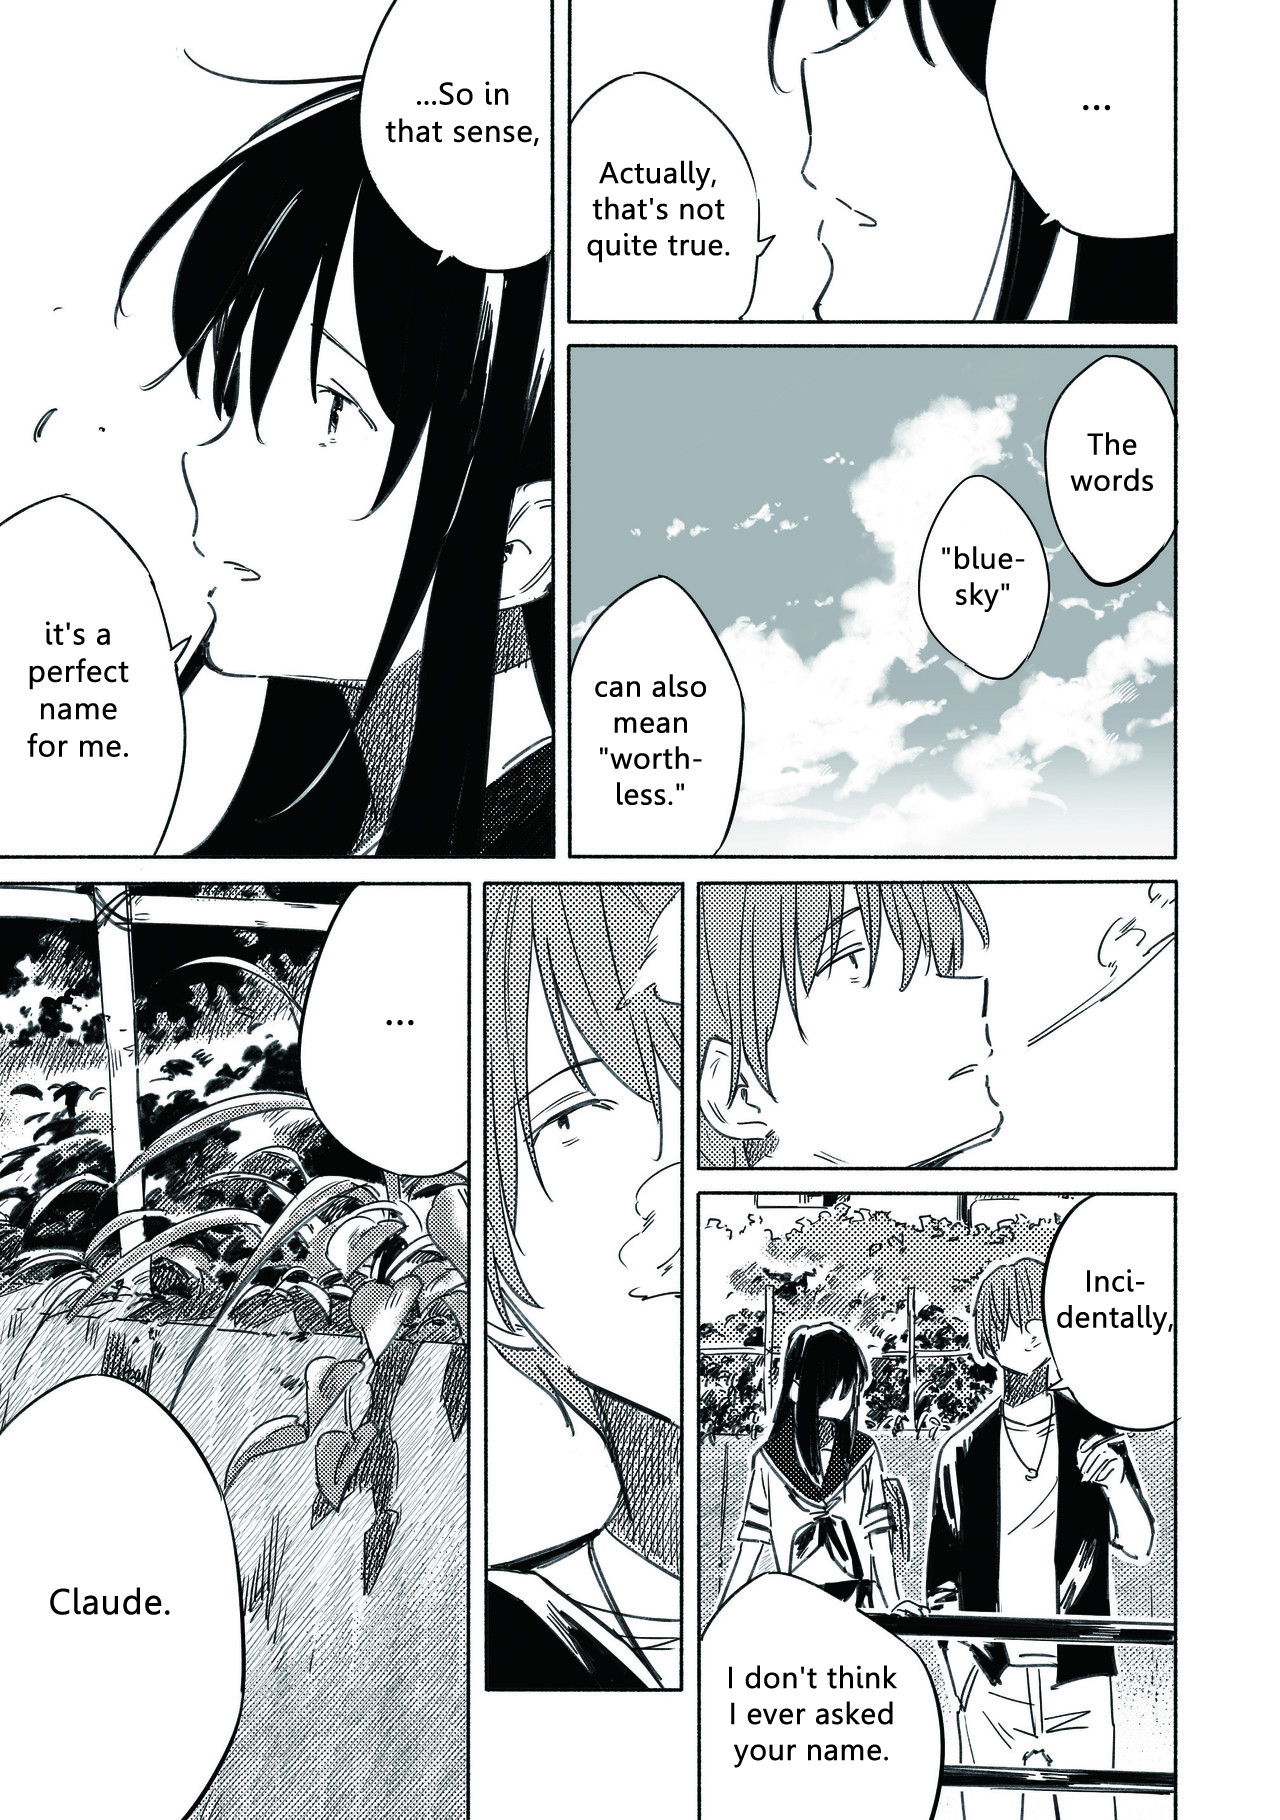 ...
Actually,
that's not
quite true.
The
words
"blue-
sky"
can also
mean
"worth-
less."
...So in
that sense,
it's a
perfect
name
for me.
Inci-
dentally,
I don't think
I ever asked
your name.
...
Claude.